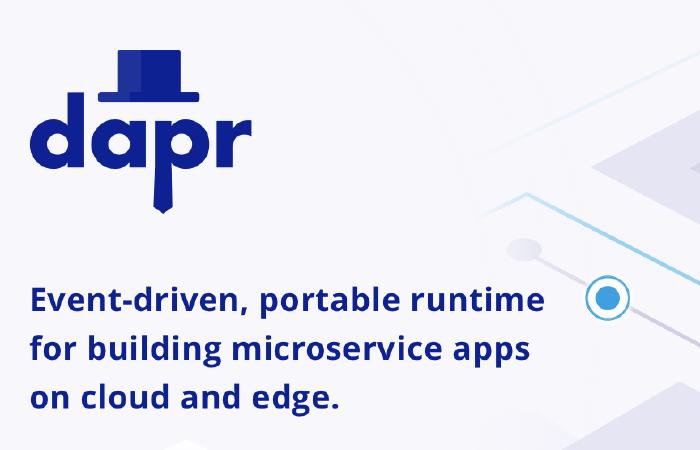 dapr
Event-driven, portable runtime
for building microservice apps
on cloud and edge.